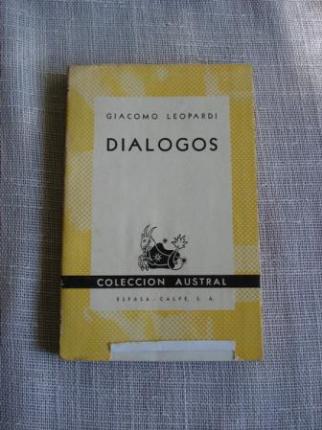 GIACOMO LEOPARDI
DIALOGOS
COLECCION AUSTRAL
ESPASA-CALPE, S. A.